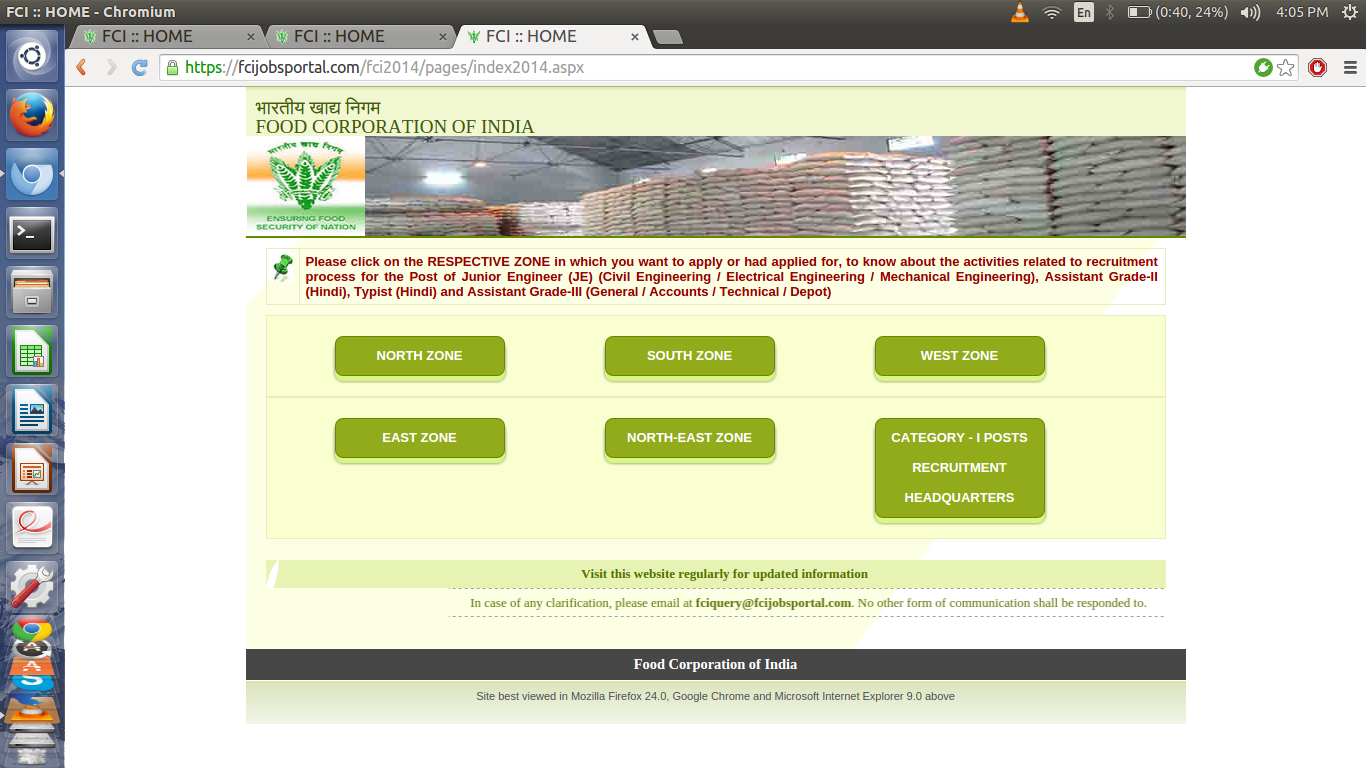 FCI :: HOME - Chromium
En
(0:40, 24%)
4:05 PM
FCI :: HOME
FCI :: HOME
FCI :: HOME
https://fcijobsportal.com/fci2014/pages/index2014.aspx
भारतीय खाद्य निगम
FOOD CORPORATION OF INDIA
भारतीय खाद्य निगम
ENSURING FOOD
SECURITY OF NATION
Please click on the RESPECTIVE ZONE in which you want to apply or had applied for, to know about the activities related to recruitment
process for the Post of Junior Engineer (JE) (Civil Engineering / Electrical Engineering / Mechanical Engineering), Assistant Grade-II
(Hindi), Typist (Hindi) and Assistant Grade-III (General / Accounts / Technical / Depot)
NORTH ZONE
SOUTH ZONE
WEST ZONE
EAST ZONE
NORTH-EAST ZONE
CATEGORY - I POSTS
RECRUITMENT
HEADQUARTERS
Visit this website regularly for updated information
In case of any clarification, please email at fciquery@fcijobsportal.com. No other form of communication shall be responded to.
Food Corporation of India
Site best viewed in Mozilla Firefox 24.0, Google Chrome and Microsoft Internet Explorer 9.0 above